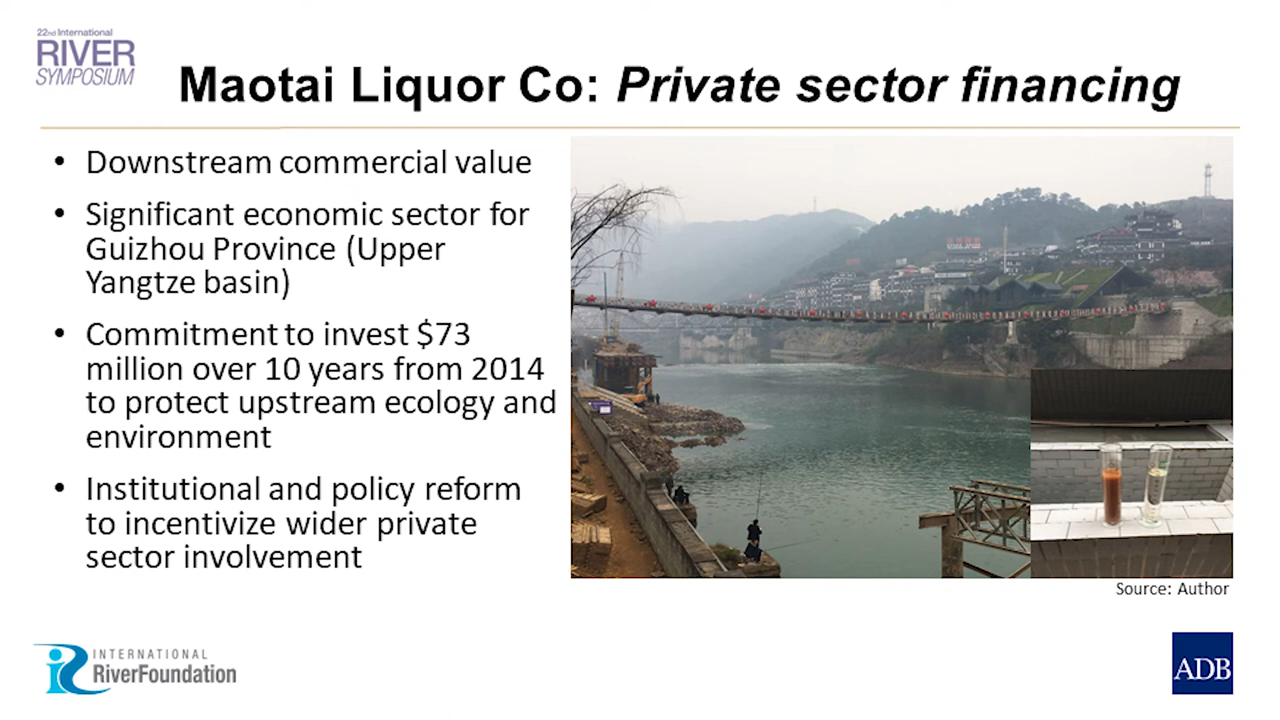 22nd International
RIVER
SYMPOSIUM
Maotai Liquor Co: Private sector financing
• Downstream commercial value
• Significant economic sector for
Guizhou Province (Upper
Yangtze basin)
• Commitment to invest $73
million over 10 years from 2014
to protect upstream ecology and
environment
• Institutional and policy reform
to incentivize wider private
sector involvement
Source: Author
INTERNATIONAL
RiverFoundation
ADB